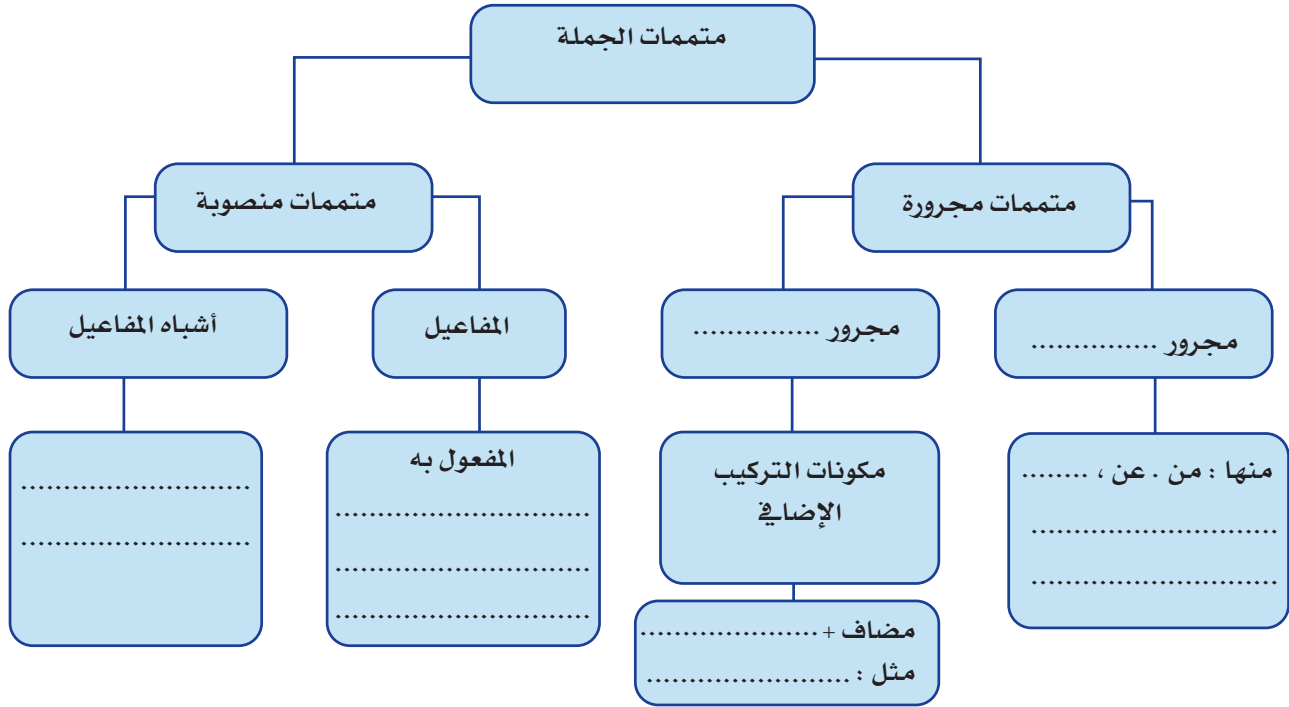 متممات الجملة
متممات مجرورة
متممات منصوبة
مجرور ...............
مجرور ...............
المفاعيل
أشباه المفاعيل
منها : من . عن ، ........
.............................
.............................
مكونات التركيب
الإضافي
المفعول به
..............................
..............................
..............................
...........................
...........................
مضاف + ......................
مثل : ........................